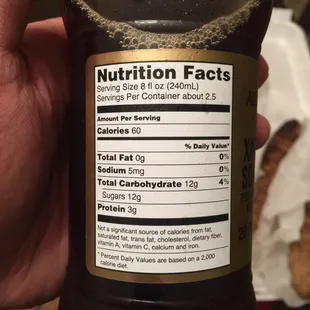 Nutrition Facts
Serving Size 8 fl oz (240mL)
Servings Per Container about 2.5
Amount Per Serving
Calories 60
% Daily Value*
Total Fat 0g 0%
Sodium 5mg 0%
Total Carbohydrate 12g 4%
Sugars 12g
Protein 3g
Not a significant source of calories from fat,
saturated fat, trans fat, cholesterol, dietary fiber,
vitamin A, vitamin C, calcium and iron.
* Percent Daily Values are based on a 2,000
calorie diet.